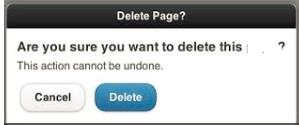 Delete Page?
Are you sure you want to delete this ?
This action cannot be undone.
Cancel Delete